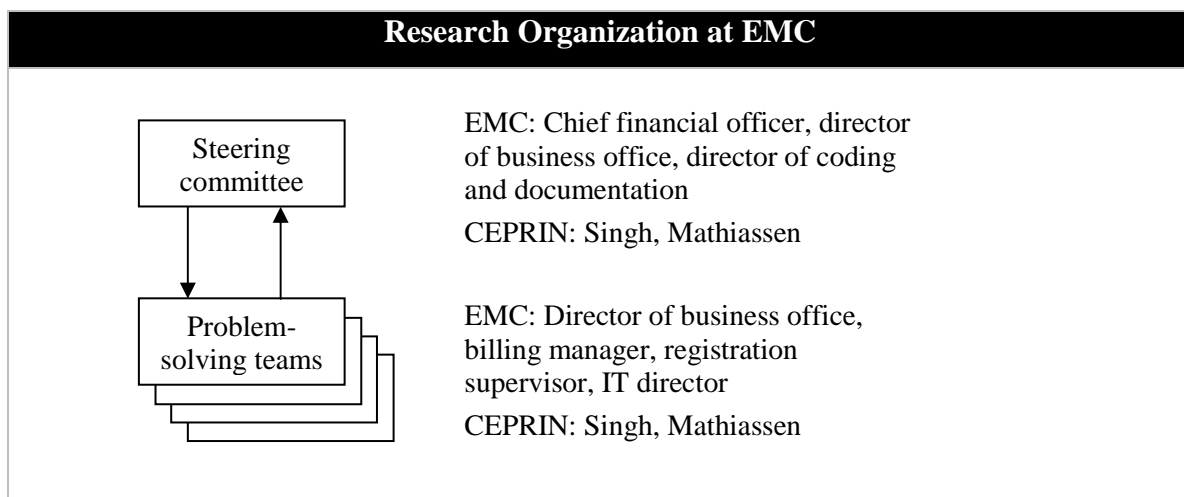 Research Organization at EMC
Steering
committee
EMC: Chief financial officer, director
of business office, director of coding
and documentation
CEPRIN: Singh, Mathiassen
Problem-
solving teams
EMC: Director of business office,
billing manager, registration
supervisor, IT director
CEPRIN: Singh, Mathiassen